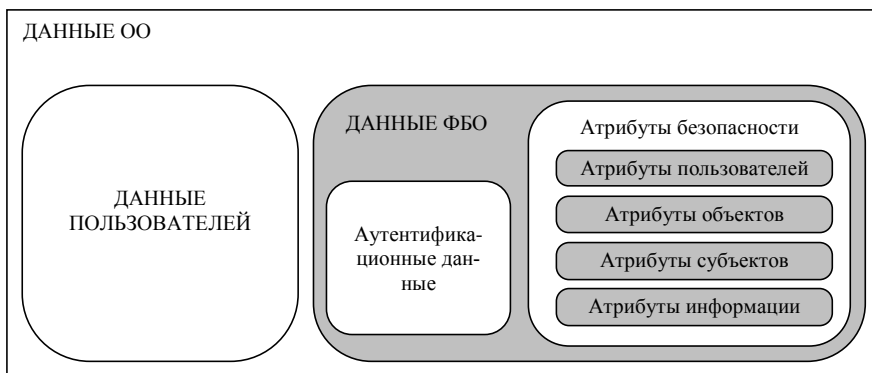 ДАННЫЕ ОО
ДАННЫЕ
ПОЛЬЗОВАТЕЛЕЙ
ДАННЫЕ ФБО
Аутентифика-
ционные дан-
ные
Атрибуты безопасности
Атрибуты пользователей
Атрибуты объектов
Атрибуты субъектов
Атрибуты информации